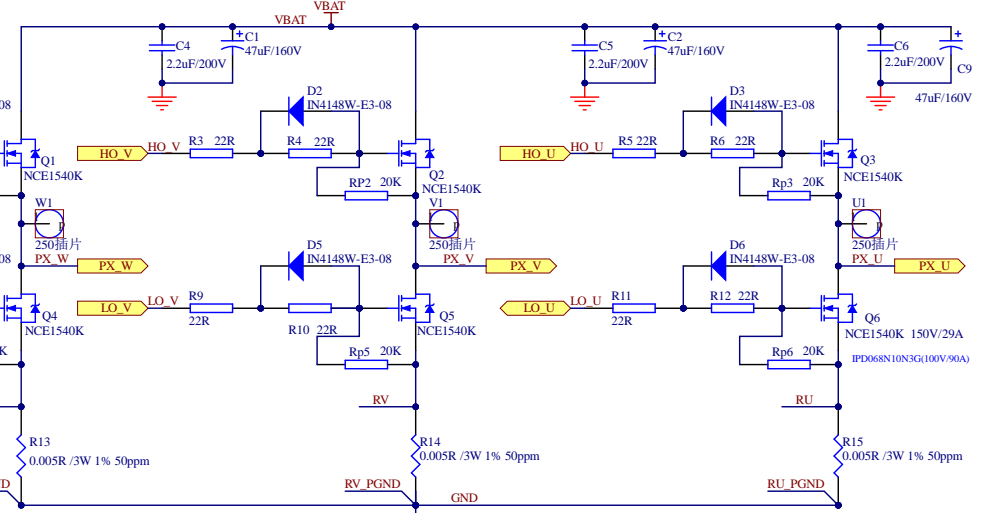 VBAT
VBAT
C4
2.2uF/200V
C1
47uF/160V
C5
2.2uF/200V
C2
47uF/160V
C6
2.2uF/200V
C9
47uF/160V
08
D2
IN4148W-E3-08
D3
IN4148W-E3-08
HO_V
HO_V
R3 22R
R4 22R
Q1
NCE1540K
Q2
NCE1540K
HO_U
HO_U
R5 22R
R6 22R
Q3
NCE1540K
RP2 20K
Rp3 20K
W1
P
250插片
V1
P
250插片
U1
P
250插片
08
PX_W
PX_W
PX_V
PX_V
PX_U
PX_U
D5
IN4148W-E3-08
D6
IN4148W-E3-08
LO_V
LO_V
R9
22R
R10 22R
Q4
NCE1540K
Q5
NCE1540K
LO_U
LO_U
R11
22R
R12 22R
Q6
NCE1540K 150V/29A
IPD068N10N3G(100V/90A)
K
Rp5 20K
Rp6 20K
RV
RU
R13
0.005R /3W 1% 50ppm
R14
0.005R /3W 1% 50ppm
R15
0.005R /3W 1% 50ppm
D
RV_PGND
GND
RU_PGND